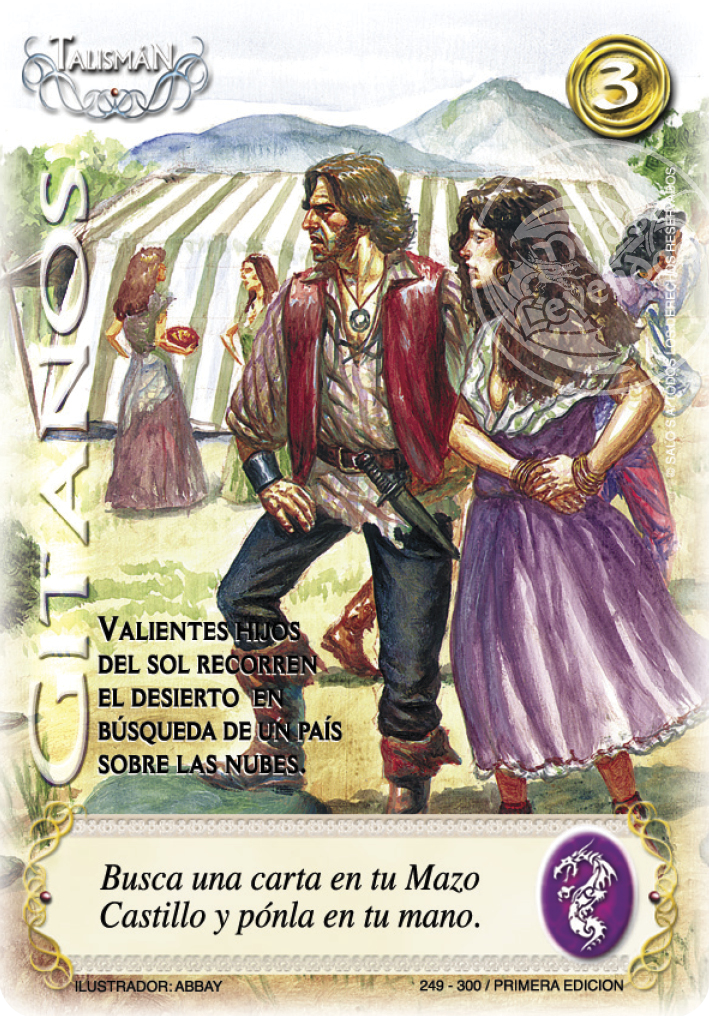 TALISMÁN
3
GITANOS
VALIENTES HIJOS
DEL SOL RECORREN
EL DESIERTO EN
BÚSQUEDA DE UN PAÍS
SOBRE LAS NUBES.
Busca una carta en tu Mazo
Castillo y pónla en tu mano.
ILUSTRADOR: ABBAY
249 - 300 / PRIMERA EDICION